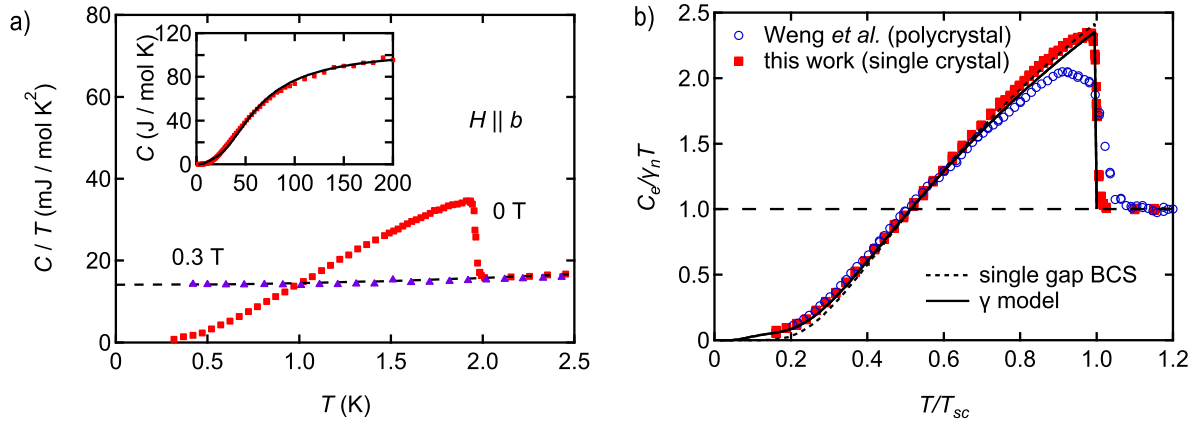 a)
C / T (mJ / mol K²)
80
60
40
20
0
0
0.5
1.0
1.5
2.0
2.5
T (K)
C (J / mol K)
120
80
40
0
0
50
100
150
200
H || b
0 T
0.3 T
b)
C_e/γ_nT
2.5
2.0
1.5
1.0
0.5
0
0
0.2
0.4
0.6
0.8
1.0
1.2
T/T_sc
Weng et al. (polycrystal)
this work (single crystal)
single gap BCS
γ model